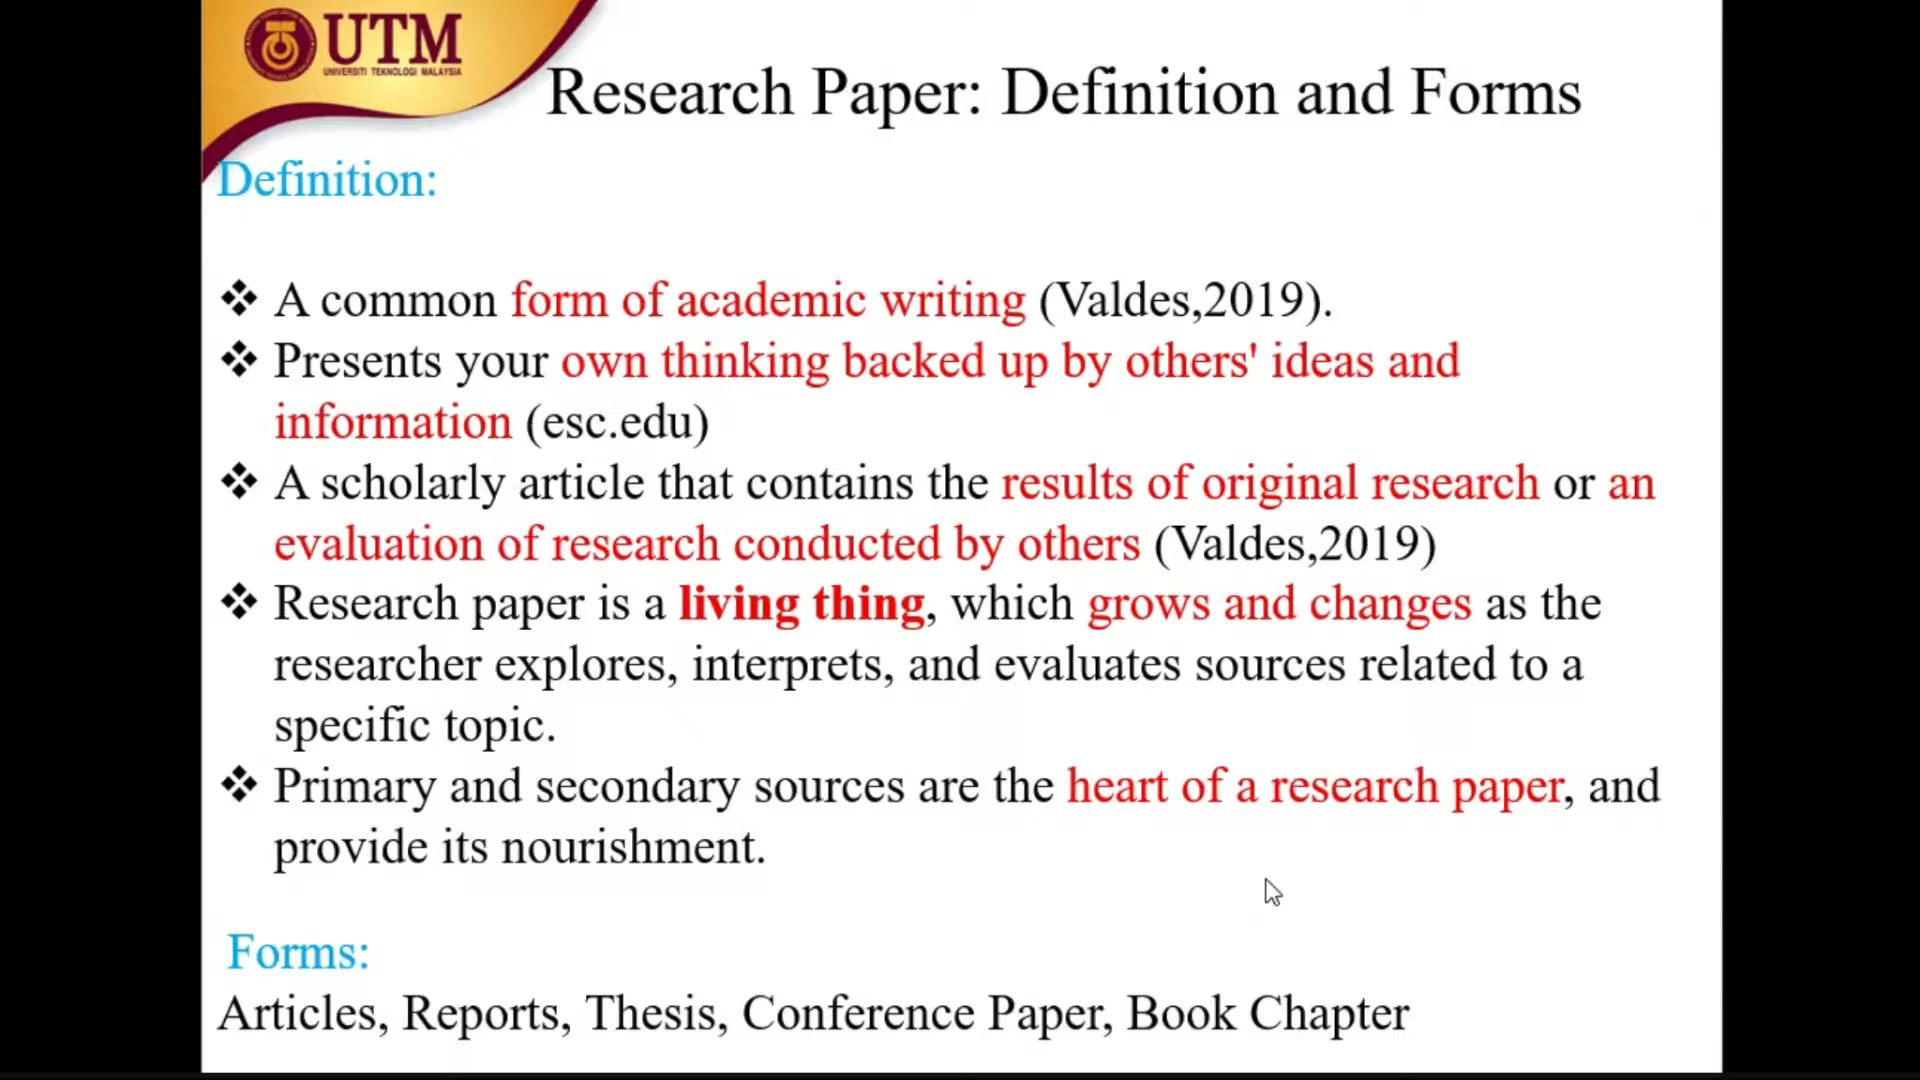 UTM
UNIVERSITI TEKNOLOGI MALAYSIA
Research Paper: Definition and Forms
Definition:
❖ A common form of academic writing (Valdes,2019).
❖ Presents your own thinking backed up by others' ideas and
information (esc.edu)
❖ A scholarly article that contains the results of original research or an
evaluation of research conducted by others (Valdes,2019)
❖ Research paper is a living thing, which grows and changes as the
researcher explores, interprets, and evaluates sources related to a
specific topic.
❖ Primary and secondary sources are the heart of a research paper, and
provide its nourishment.
Forms:
Articles, Reports, Thesis, Conference Paper, Book Chapter